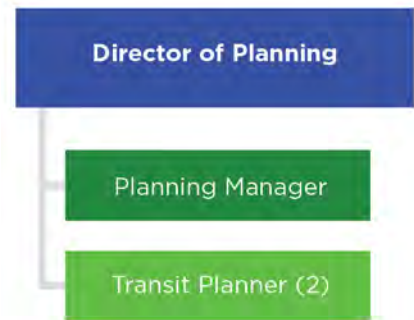 Director of Planning
Planning Manager
Transit Planner (2)